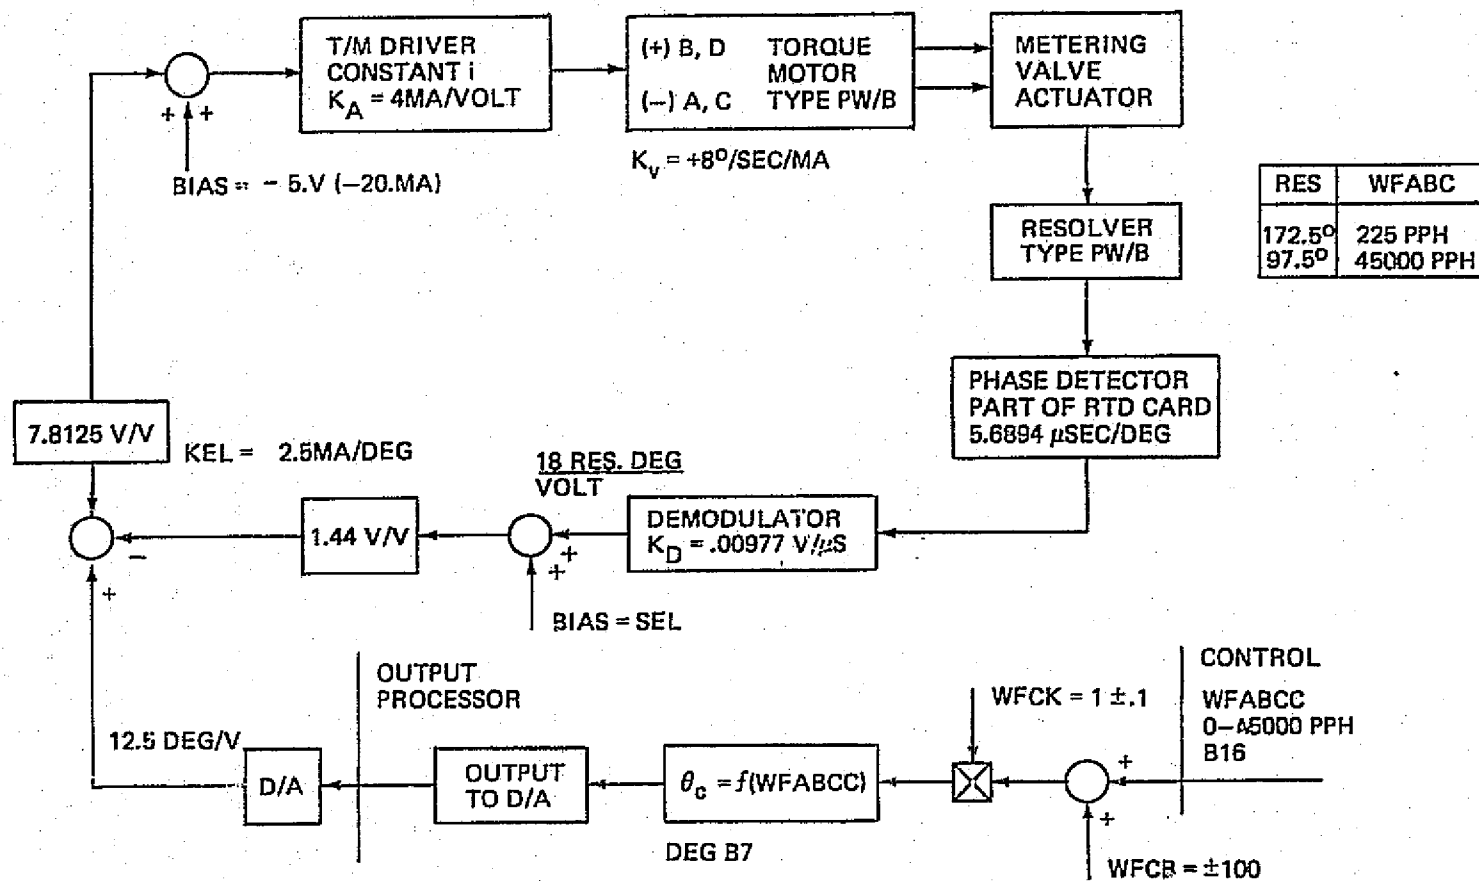 T/M DRIVER
CONSTANT i
K_A = 4MA/VOLT
(+) B, D TORQUE
MOTOR
(−) A, C TYPE PW/B
METERING
VALVE
ACTUATOR
+ +
BIAS = - 5.V (−20.MA)
K_v = +8°/SEC/MA
RES WFABC
172.5° 225 PPH
97.5° 45000 PPH
RESOLVER
TYPE PW/B
PHASE DETECTOR
PART OF RTD CARD
5.6894 μSEC/DEG
7.8125 V/V
KEL = 2.5MA/DEG
18 RES. DEG
VOLT
1.44 V/V
DEMODULATOR
K_D = .00977 V/μS
−
+
+
+
BIAS = SEL
OUTPUT
PROCESSOR
CONTROL
WFABCC
0−45000 PPH
B16
WFCK = 1 ±.1
12.5 DEG/V
D/A
OUTPUT
TO D/A
θ_c = f(WFABCC)
+
+
DEG B7
WFCB = ±100